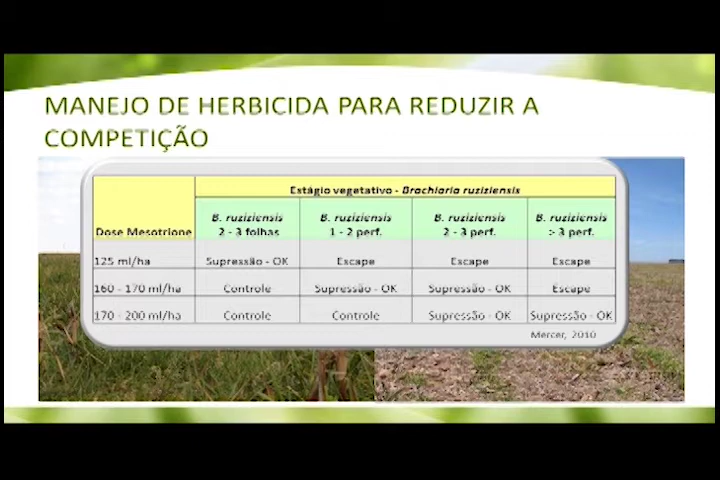 MANEJO DE HERBICIDA PARA REDUZIR A
COMPETIÇÃO
Estágio vegetativo - Brachiaria ruziziensis
Dose Mesotrione
B. ruziziensis 2 - 3 folhas
B. ruziziensis 1 - 2 perf.
B. ruziziensis 2 - 3 perf.
B. ruziziensis > 3 perf.
125 ml/ha Supressão - OK Escape Escape Escape
160 - 170 ml/ha Controle Supressão - OK Supressão - OK Escape
170 - 200 ml/ha Controle Controle Supressão - OK Supressão - OK
Mercer, 2010